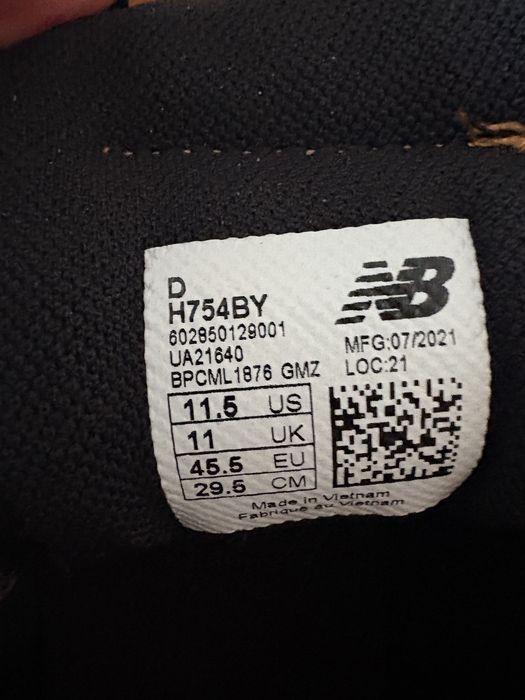 D
H754BY
602850129001
UA21640
BPCML1876 GMZ
NB
MFG:07/2021
LOC:21
11.5 US
11 UK
45.5 EU
29.5 CM
Made in Vietnam
Fabriqué au Vietnam